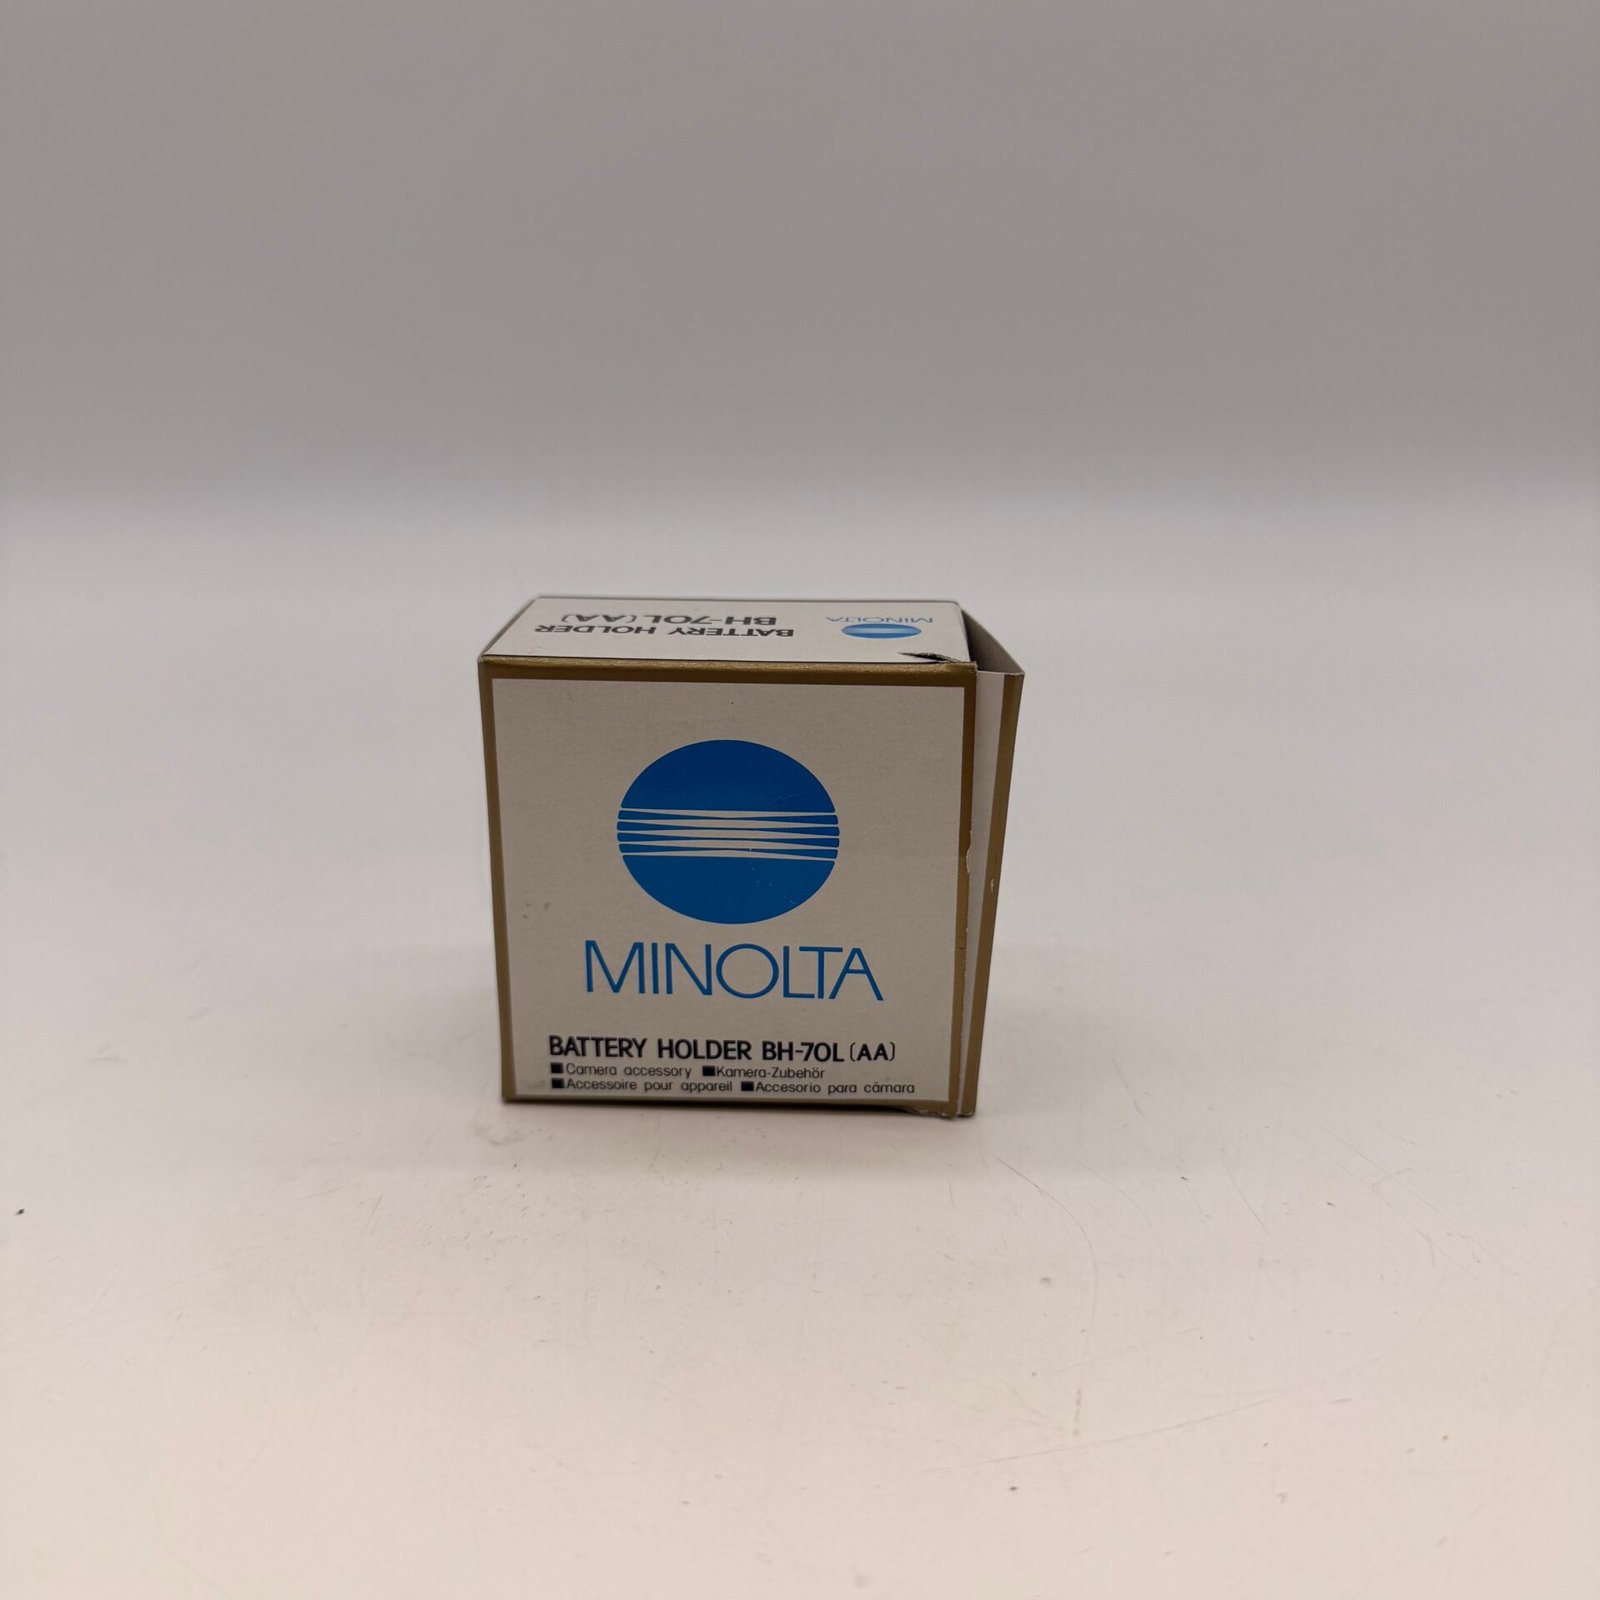 BATTERY HOLDER
BH-70L(AA)
MINOLTA
MINOLTA
BATTERY HOLDER BH-70L(AA)
■Camera accessory ■Kamera-Zubehör
■Accessoire pour appareil ■Accesorio para cámara